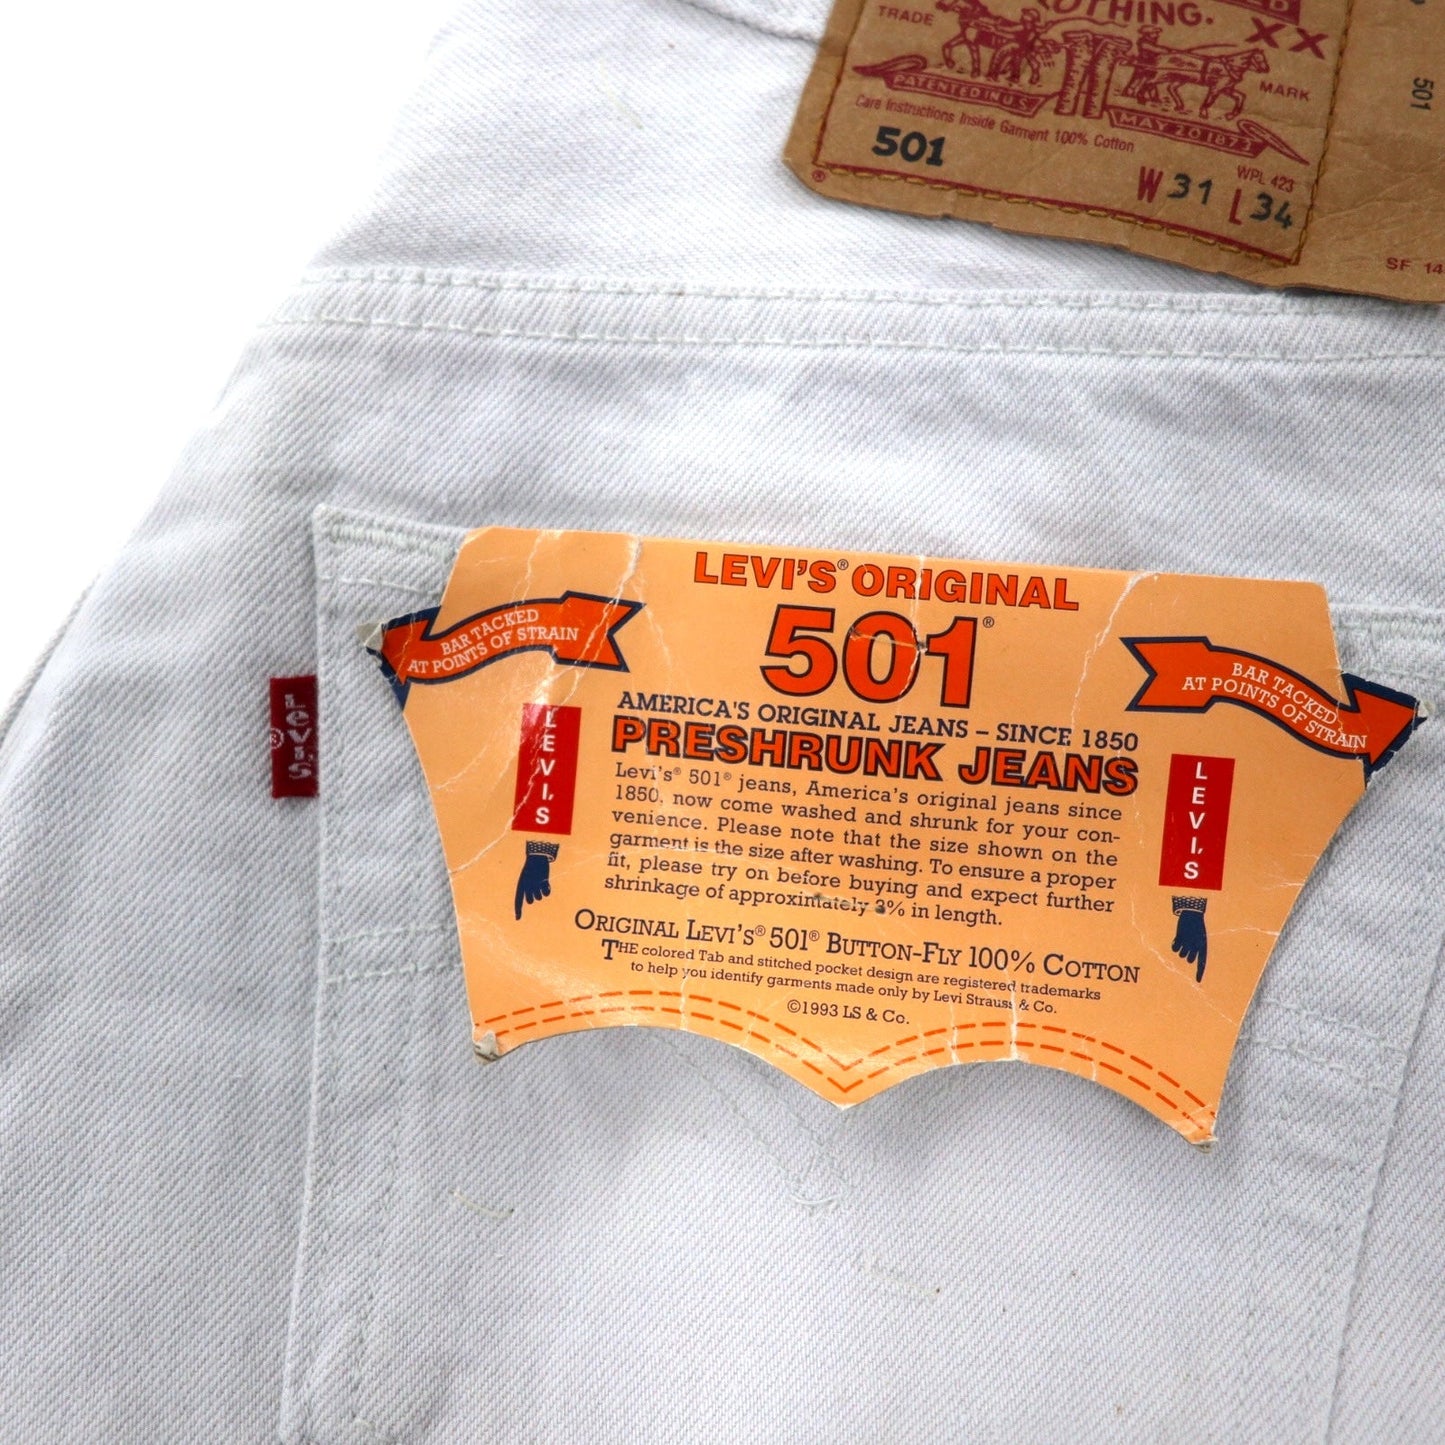 THING.
TRADE
XX
MARK
PATENTED IN U.S.
MAY 20 1873
Care Instructions Inside Garment 100% Cotton
501
WPL 423
W 31 L 34
®
501
SF 14
LEVI'S® ORIGINAL
501®
BAR TACKED
AT POINTS OF STRAIN
BAR TACKED
AT POINTS OF STRAIN
AMERICA'S ORIGINAL JEANS – SINCE 1850
PRESHRUNK JEANS
Levi's® 501® jeans, America's original jeans since
1850, now come washed and shrunk for your con-
venience. Please note that the size shown on the
garment is the size after washing. To ensure a proper
fit, please try on before buying and expect further
shrinkage of approximately 3% in length.
ORIGINAL LEVI'S® 501® BUTTON-FLY 100% COTTON
THE colored Tab and stitched pocket design are registered trademarks
to help you identify garments made only by Levi Strauss & Co.
©1993 LS & Co.
LEVI'S
LEVI'S
LeVI'S
®